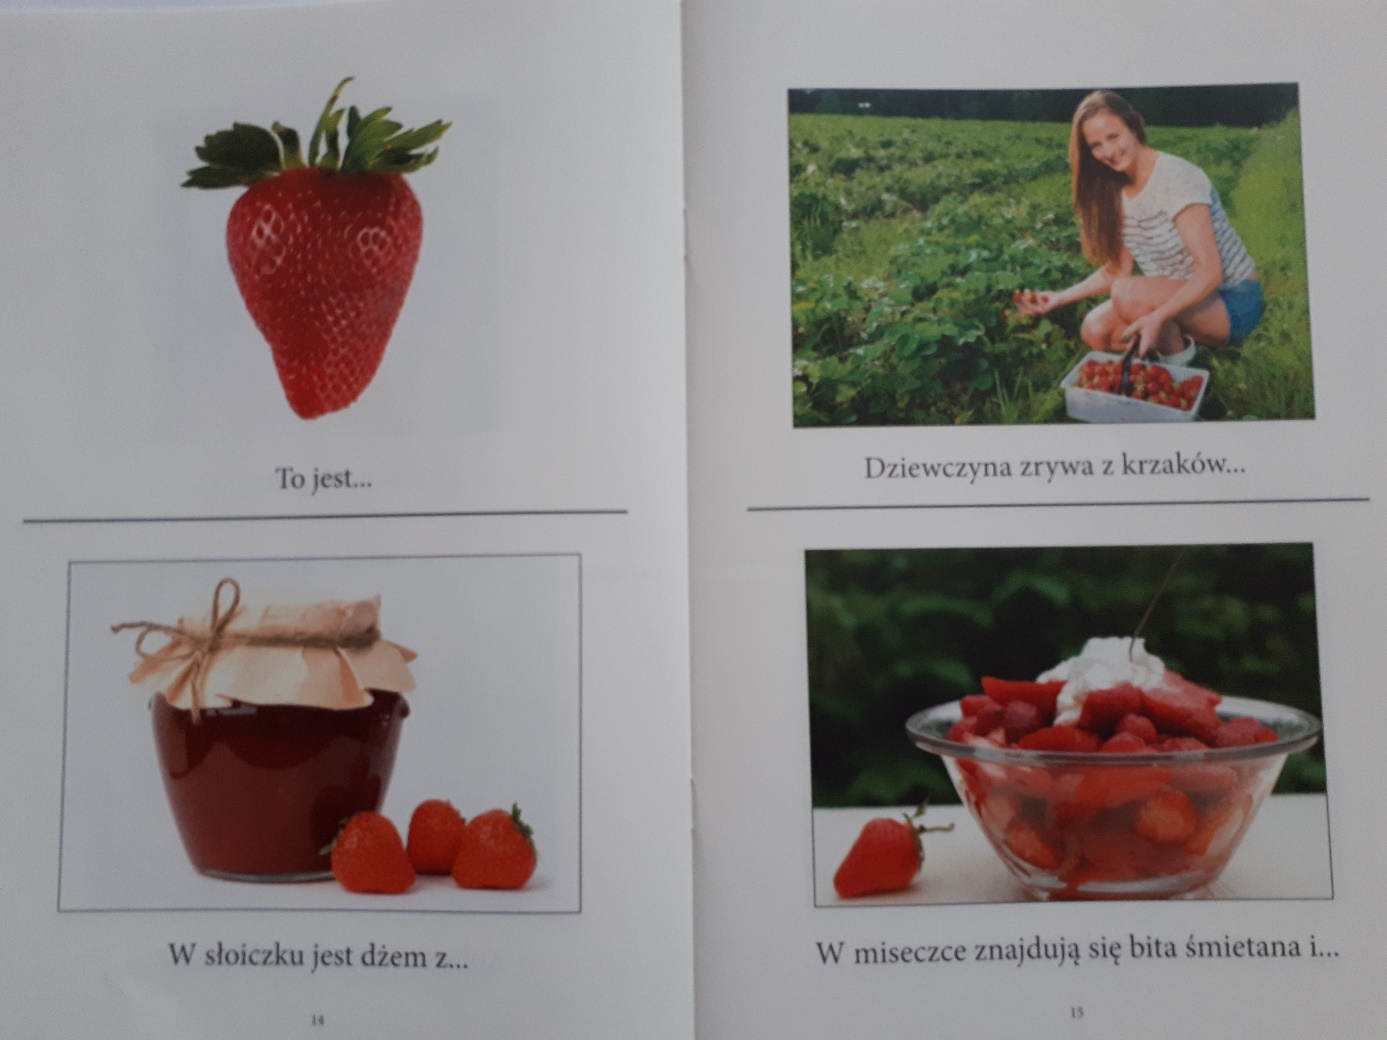 To jest...
W słoiczku jest dżem z...
14
Dziewczyna zrywa z krzaków...
W miseczce znajdują się bita śmietana i...
15